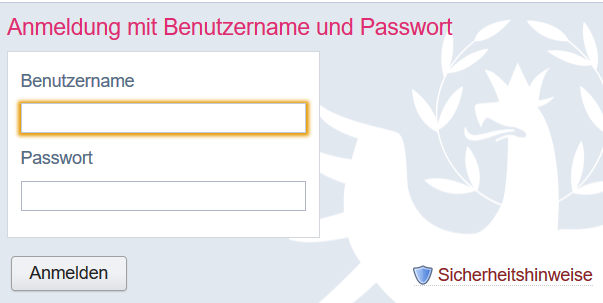 Anmeldung mit Benutzername und Passwort
Benutzername
Passwort
Anmelden
Sicherheitshinweise